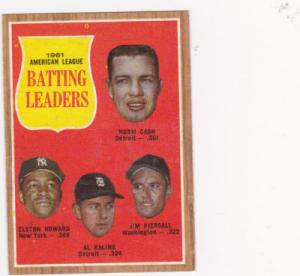 1961
AMERICAN LEAGUE
BATTING
LEADERS
NORM CASH
Detroit — .361
ELSTON HOWARD
New York — .348
JIM PIERSALL
Washington — .322
AL KALINE
Detroit — .324